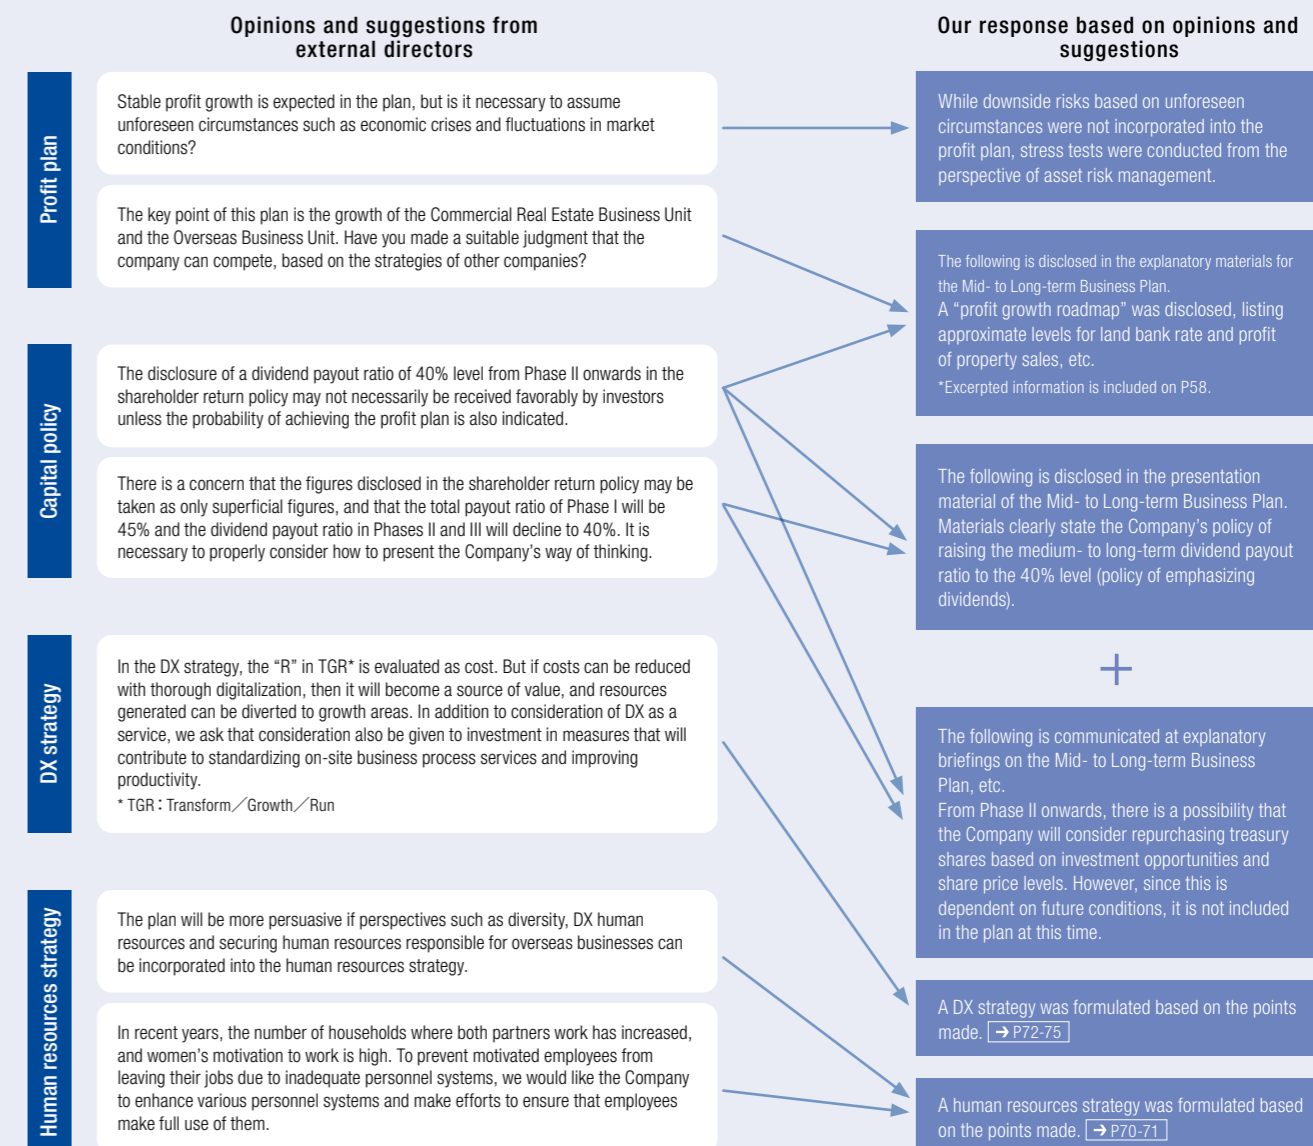 Opinions and suggestions from
external directors
Our response based on opinions and
suggestions
Profit plan
Stable profit growth is expected in the plan, but is it necessary to assume
unforeseen circumstances such as economic crises and fluctuations in market
conditions?
The key point of this plan is the growth of the Commercial Real Estate Business Unit
and the Overseas Business Unit. Have you made a suitable judgment that the
company can compete, based on the strategies of other companies?
Capital policy
The disclosure of a dividend payout ratio of 40% level from Phase II onwards in the
shareholder return policy may not necessarily be received favorably by investors
unless the probability of achieving the profit plan is also indicated.
There is a concern that the figures disclosed in the shareholder return policy may be
taken as only superficial figures, and that the total payout ratio of Phase I will be
45% and the dividend payout ratio in Phases II and III will decline to 40%. It is
necessary to properly consider how to present the Company's way of thinking.
DX strategy
In the DX strategy, the “R” in TGR* is evaluated as cost. But if costs can be reduced
with thorough digitalization, then it will become a source of value, and resources
generated can be diverted to growth areas. In addition to consideration of DX as a
service, we ask that consideration also be given to investment in measures that will
contribute to standardizing on-site business process services and improving
productivity.
* TGR：Transform／Growth／Run
Human resources strategy
The plan will be more persuasive if perspectives such as diversity, DX human
resources and securing human resources responsible for overseas businesses can
be incorporated into the human resources strategy.
In recent years, the number of households where both partners work has increased,
and women's motivation to work is high. To prevent motivated employees from
leaving their jobs due to inadequate personnel systems, we would like the Company
to enhance various personnel systems and make efforts to ensure that employees
make full use of them.
While downside risks based on unforeseen
circumstances were not incorporated into the
profit plan, stress tests were conducted from the
perspective of asset risk management.
The following is disclosed in the explanatory materials for
the Mid- to Long-term Business Plan.
A “profit growth roadmap” was disclosed, listing
approximate levels for land bank rate and profit
of property sales, etc.
*Excerpted information is included on P58.
The following is disclosed in the presentation
material of the Mid- to Long-term Business Plan.
Materials clearly state the Company's policy of
raising the medium- to long-term dividend payout
ratio to the 40% level (policy of emphasizing
dividends).
+
The following is communicated at explanatory
briefings on the Mid- to Long-term Business
Plan, etc.
From Phase II onwards, there is a possibility that
the Company will consider repurchasing treasury
shares based on investment opportunities and
share price levels. However, since this is
dependent on future conditions, it is not included
in the plan at this time.
A DX strategy was formulated based on the points
made. → P72-75
A human resources strategy was formulated based
on the points made. → P70-71